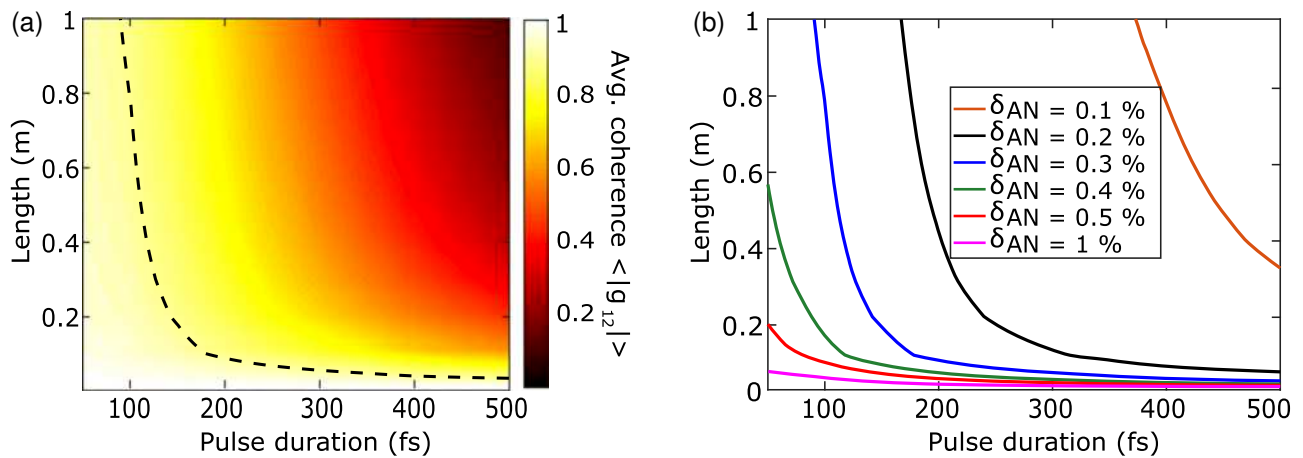 (a)
1
0.8
0.6
0.4
0.2
Length (m)
100 200 300 400 500
Pulse duration (fs)
1
0.8
0.6
0.4
0.2
Avg. coherence <|g 12|>
(b)
1
0.8
0.6
0.4
0.2
0
Length (m)
100 200 300 400 500
Pulse duration (fs)
δAN = 0.1 %
δAN = 0.2 %
δAN = 0.3 %
δAN = 0.4 %
δAN = 0.5 %
δAN = 1 %